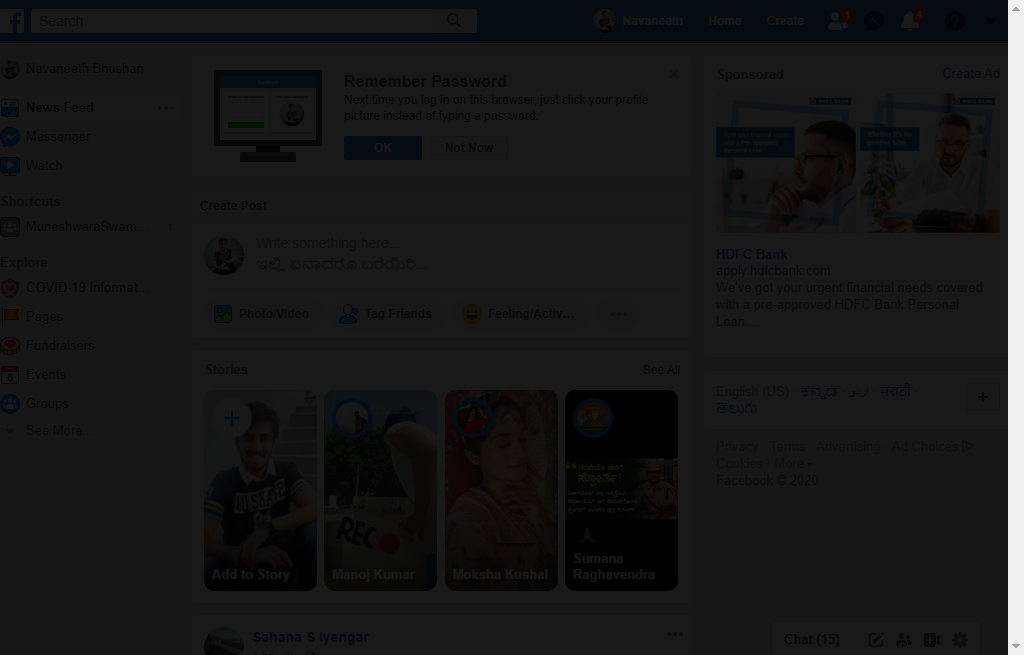 Search
Navaneeth
Home
Create
Navaneeth Bhushan
News Feed
Messenger
Watch
Shortcuts
MuneshwaraSwam...
Explore
COVID-19 Informat...
Pages
Fundraisers
Events
Groups
See More
Remember Password
Next time you log in on this browser, just click your profile
picture instead of typing a password.
OK
Not Now
Create Post
Write something here...
Photo/Video
Tag Friends
Feeling/Activ...
Stories
See All
Add to Story
Manoj Kumar
REC
Moksha Kushal
Sumana
Raghavendra
Sahana S Iyengar
Sponsored
Create Ad
HDFC Bank
apply.hdfcbank.com
We've got your urgent financial needs covered
with a pre-approved HDFC Bank Personal
Loan...
English (US) · ಕನ್ನಡ · اردو · मराठी ·
తెలుగు
Privacy · Terms · Advertising · Ad Choices ·
Cookies · More
Facebook © 2020
Chat (15)